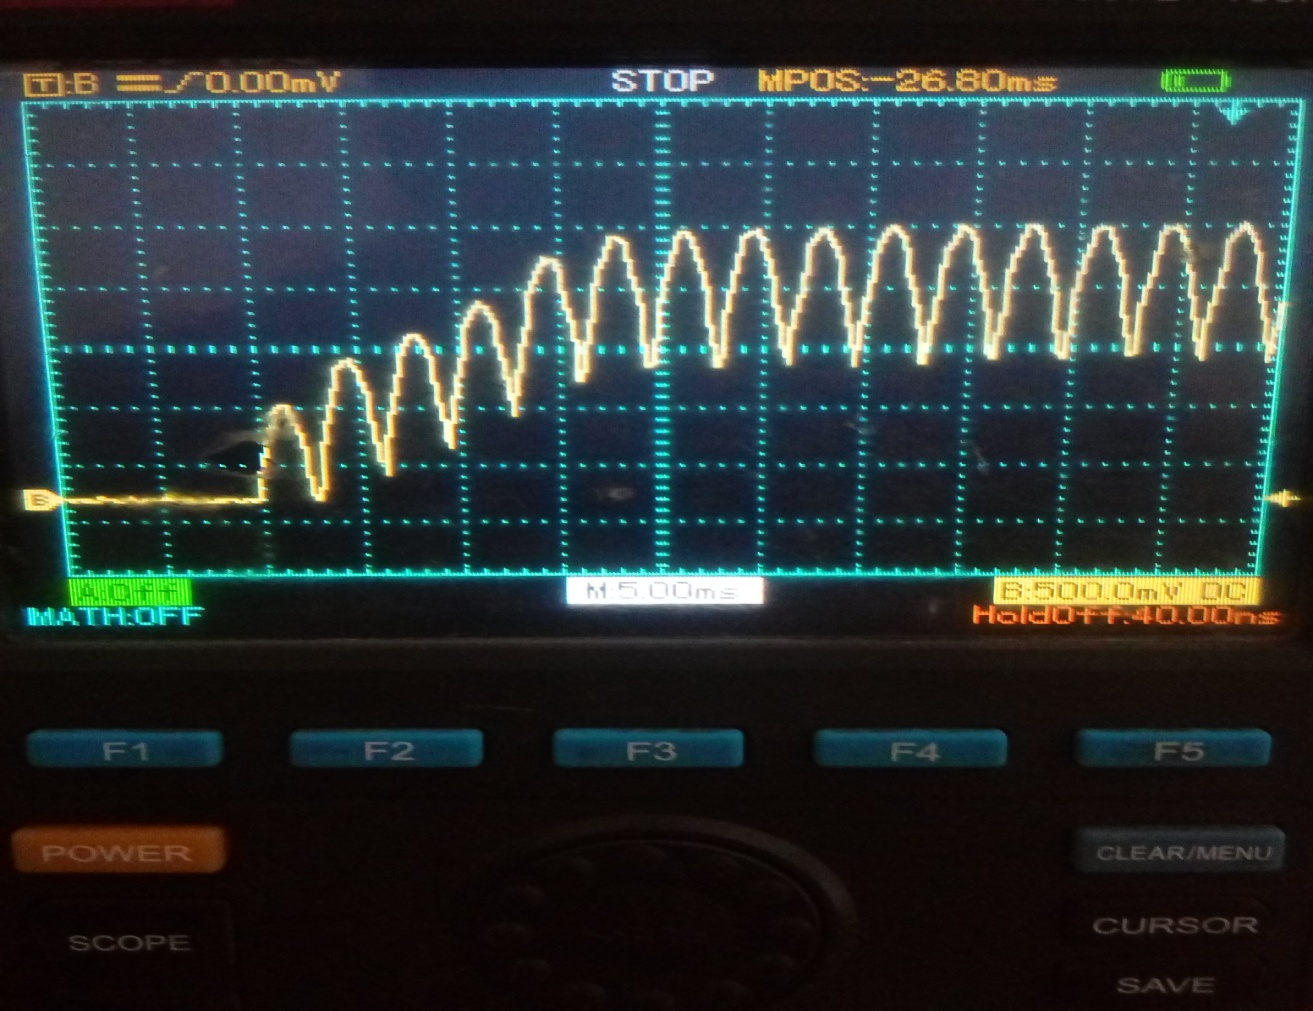 T:B 0.00mV STOP MPOS:-26.80ms
B
A:Off M:5.00ms B:500.0mV DC
MATH:OFF HoldOff:40.00ns
F1 F2 F3 F4 F5
POWER CLEAR/MENU
SCOPE CURSOR
SAVE